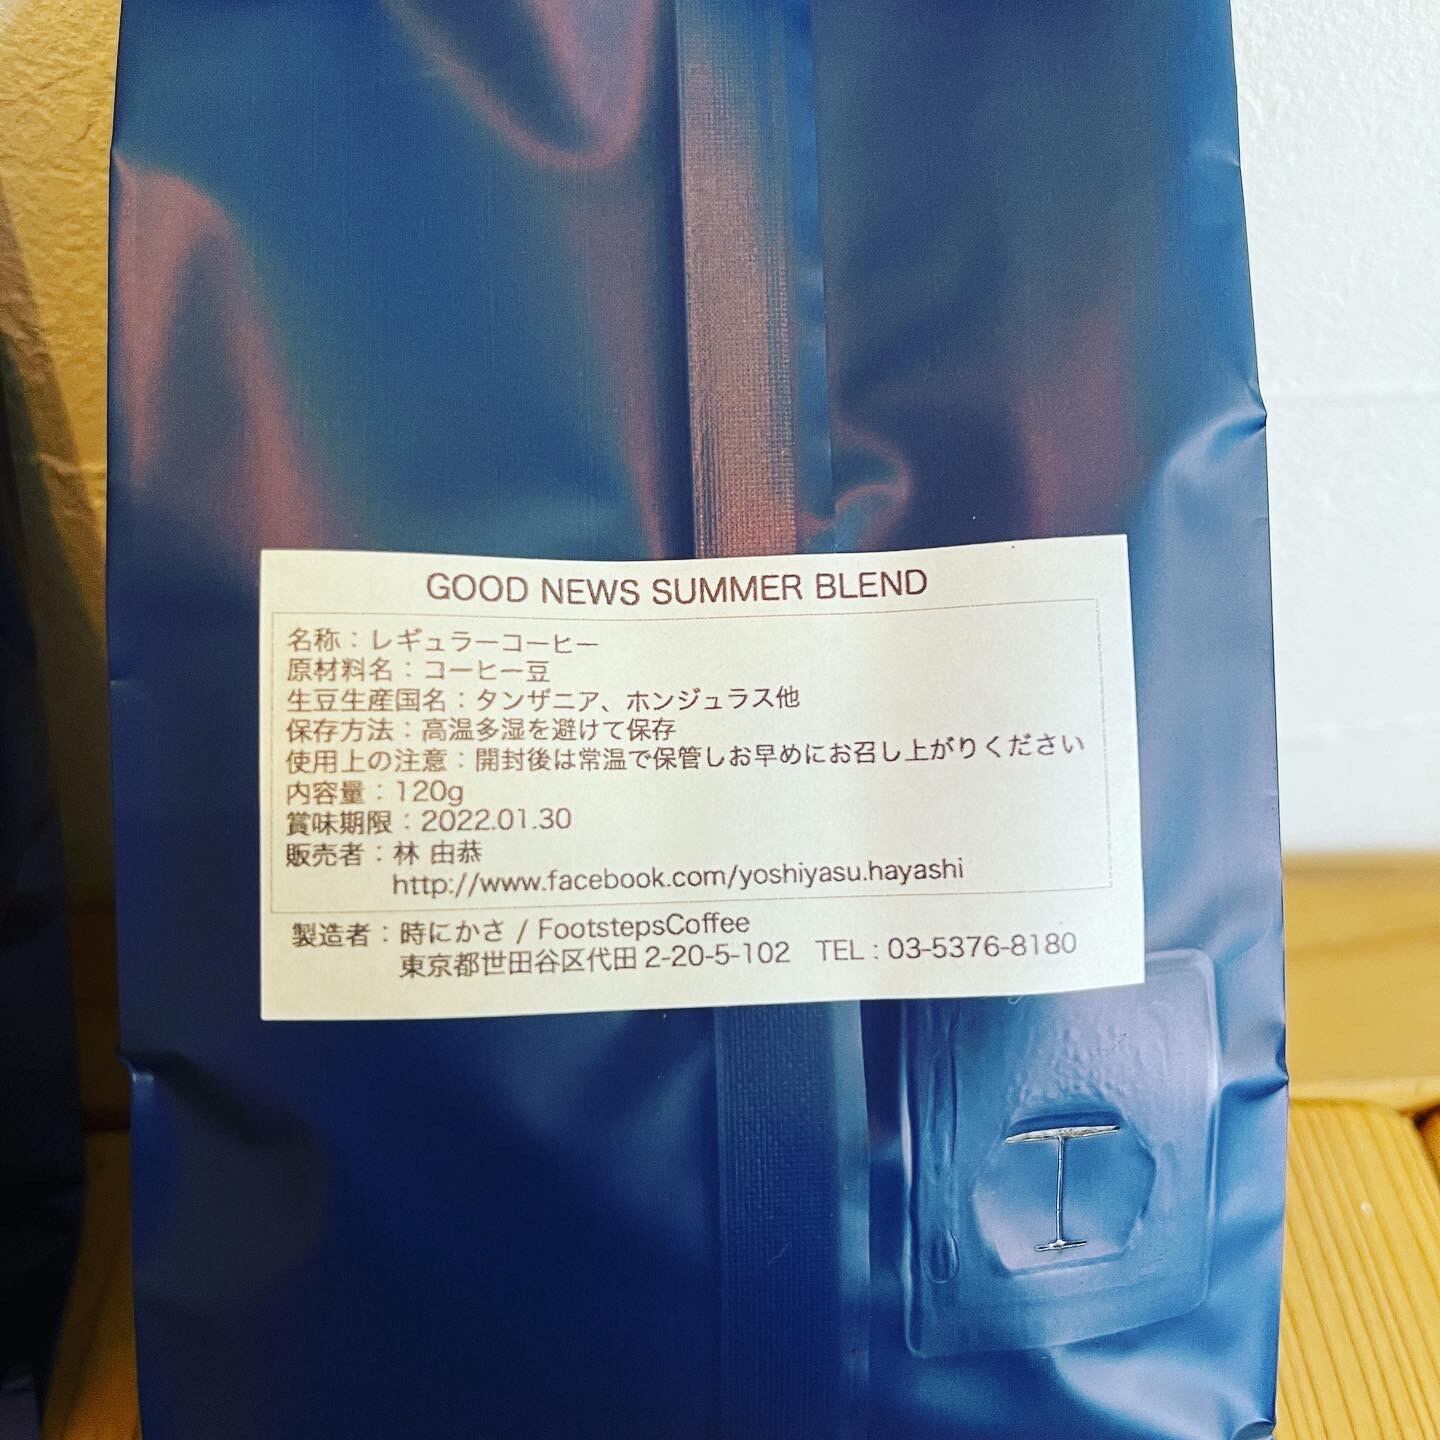 GOOD NEWS SUMMER BLEND
名称：レギュラーコーヒー
原材料名：コーヒー豆
生豆生産国名：タンザニア、ホンジュラス他
保存方法：高温多湿を避けて保存
使用上の注意：開封後は常温で保管しお早めにお召し上がりください
内容量：120g
賞味期限：2022.01.30
販売者：林 由恭
http://www.facebook.com/yoshiyasu.hayashi
製造者：時にかさ / FootstepsCoffee
東京都世田谷区代田 2-20-5-102 TEL : 03-5376-8180